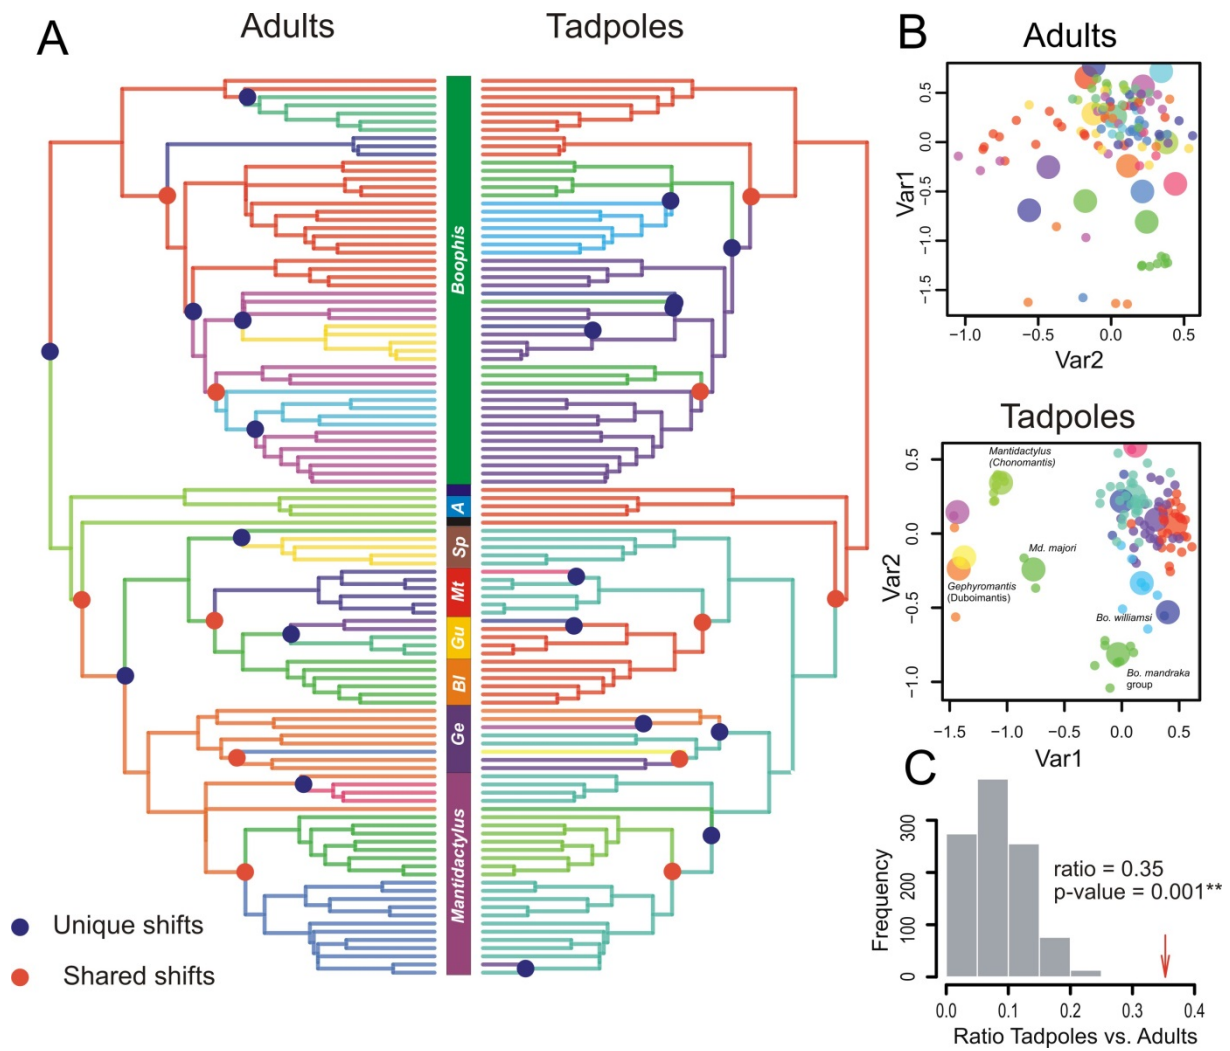 A
Adults
Tadpoles
Boophis
A
Sp
Mt
Gu
Bl
Ge
Mantidactylus
Unique shifts
Shared shifts
B
Adults
Var1
0.5
0.0
−0.5
−1.0
−1.5
−1.0
−0.5
0.0
0.5
Var2
Tadpoles
Var2
0.5
0.0
−0.5
−1.0
Mantidactylus
(Chonomantis)
Md. majori
Gephyromantis
(Duboimantis)
Bo. williamsi
Bo. mandraka
group
−1.5
−1.0
−0.5
0.0
0.5
Var1
C
Frequency
300
200
100
0
ratio = 0.35
p-value = 0.001**
0.0
0.1
0.2
0.3
0.4
Ratio Tadpoles vs. Adults